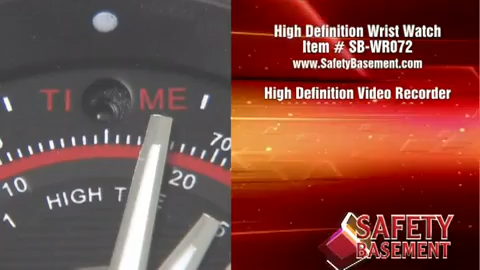 High Definition Wrist Watch
Item # SB-WR072
www.SafetyBasement.com
High Definition Video Recorder
TI ME
70
10
20
HIGH
1
SAFETY
BASEMENT